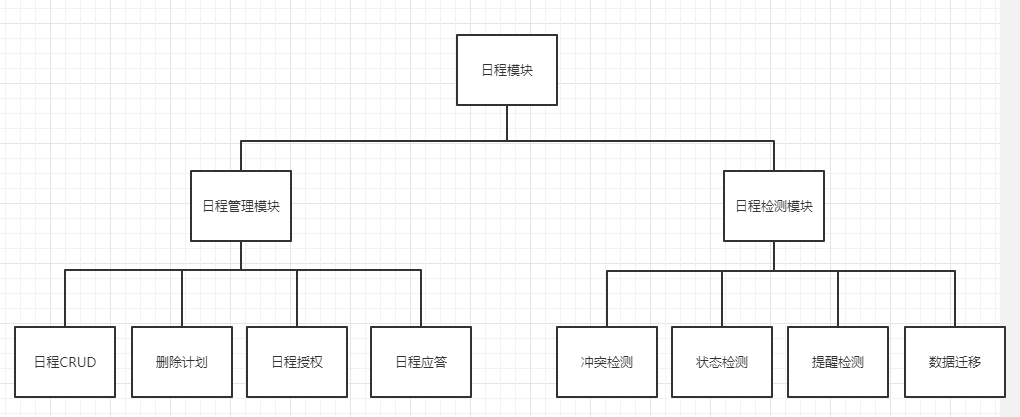 日程模块
日程管理模块
日程检测模块
日程CRUD
删除计划
日程授权
日程应答
冲突检测
状态检测
提醒检测
数据迁移